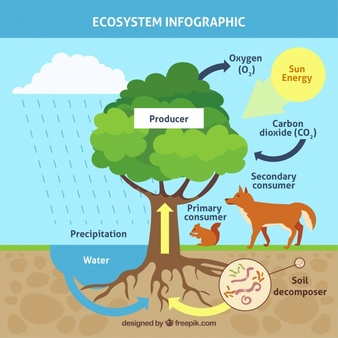 ECOSYSTEM INFOGRAPHIC
Oxygen
(O₂)
Sun
Energy
Producer
Carbon
dioxide (CO₂)
Secondary
consumer
Primary
consumer
Precipitation
Water
Soil
decomposer
designed by freepik.com